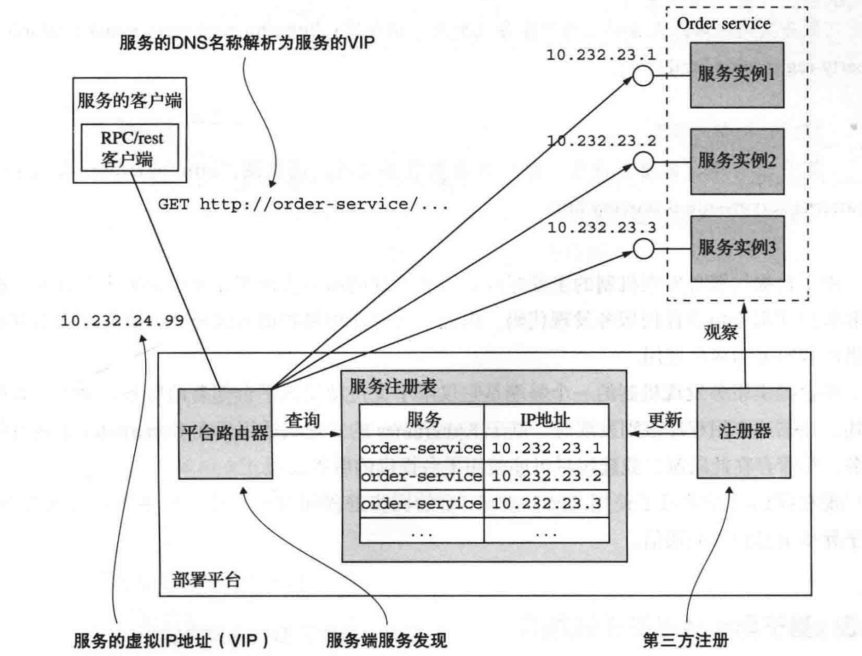 Order service
服务的DNS名称解析为服务的VIP
10.232.23.1
服务实例1
服务的客户端
RPC/rest
客户端
10.232.23.2
服务实例2
GET http://order-service/...
10.232.23.3
服务实例3
10.232.24.99
观察
服务注册表
服务 IP地址
平台路由器
查询
order-service 10.232.23.1
order-service 10.232.23.2
order-service 10.232.23.3
... ...
更新
注册器
部署平台
服务的虚拟IP地址(VIP)
服务端服务发现
第三方注册